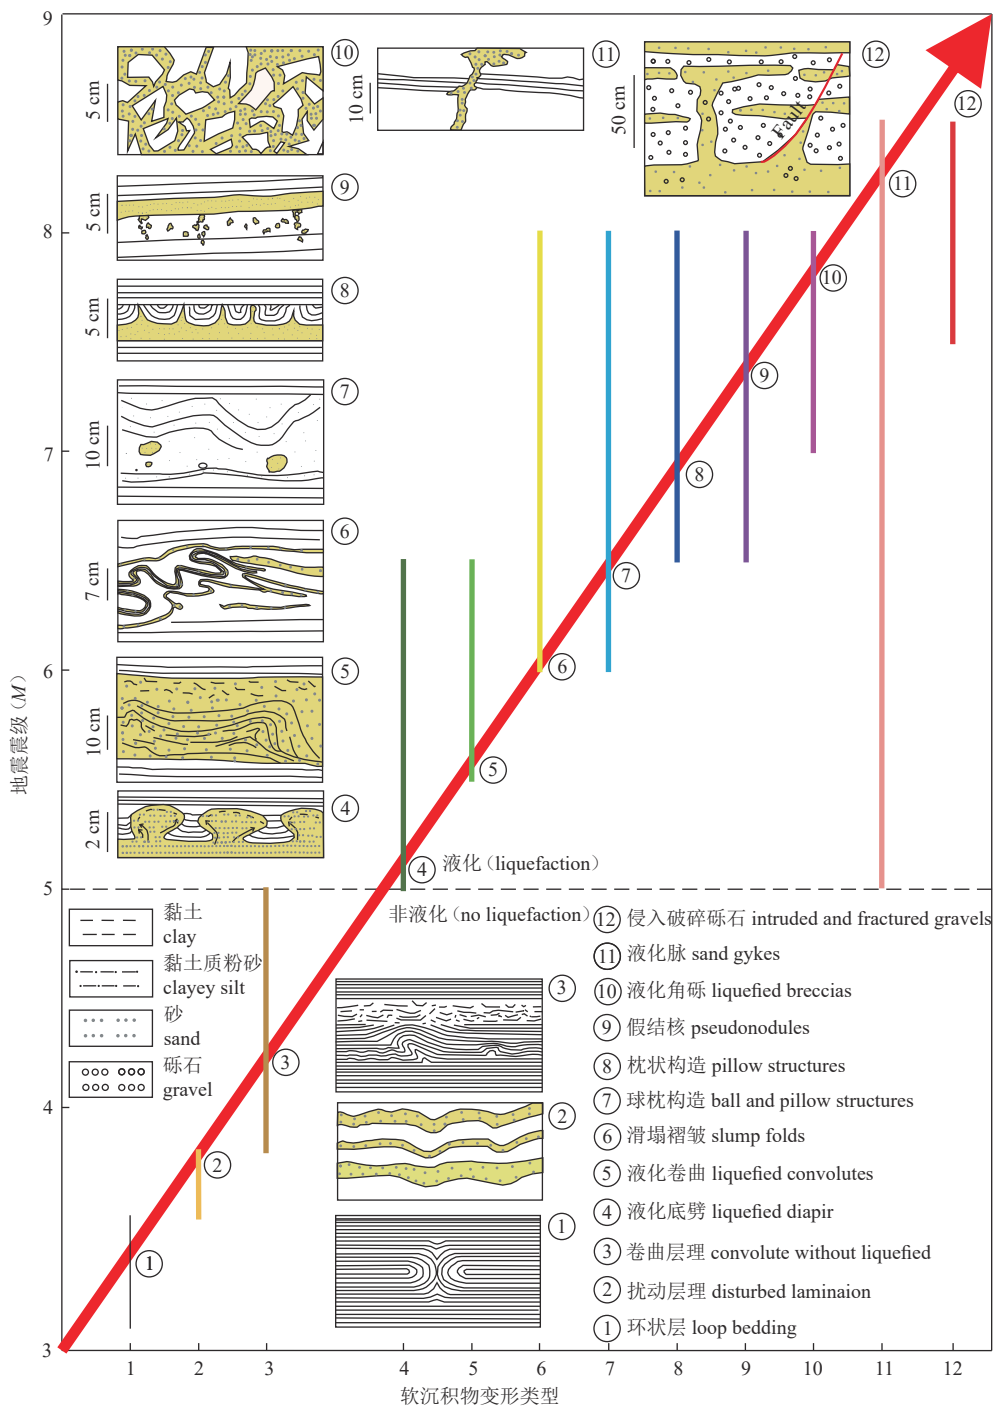 9
8
7
6
5
4
3
地震震级（M）
⑩
5 cm
⑪
10 cm
⑫
50 cm
Fault
⑨
5 cm
⑧
5 cm
⑦
10 cm
⑥
7 cm
⑤
10 cm
④
2 cm
⑫
⑪
⑩
⑨
⑧
⑦
⑥
⑤
④ 液化（liquefaction）
非液化（no liquefaction）
③
②
①
黏土
clay
黏土质粉砂
clayey silt
砂
sand
砾石
gravel
③
②
①
⑫ 侵入破碎砾石 intruded and fractured gravels
⑪ 液化脉 sand gykes
⑩ 液化角砾 liquefied breccias
⑨ 假结核 pseudonodules
⑧ 枕状构造 pillow structures
⑦ 球枕构造 ball and pillow structures
⑥ 滑塌褶皱 slump folds
⑤ 液化卷曲 liquefied convolutes
④ 液化底劈 liquefied diapir
③ 卷曲层理 convolute without liquefied
② 扰动层理 disturbed laminaion
① 环状层 loop bedding
1 2 3 4 5 6 7 8 9 10 11 12
软沉积物变形类型